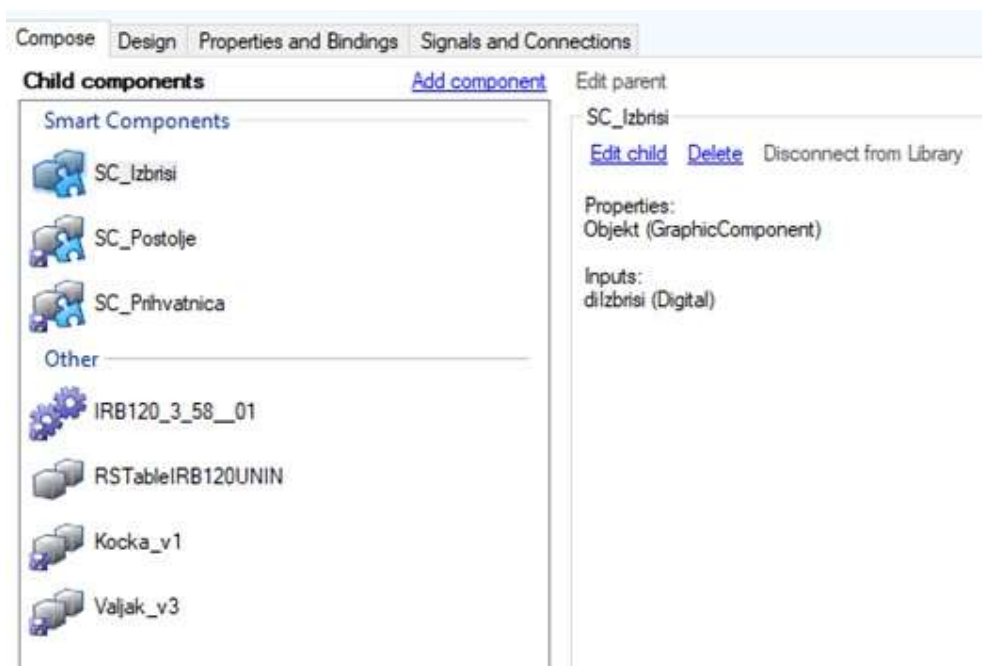 Compose Design Properties and Bindings Signals and Connections
Child components Add component
Smart Components
SC_Izbrisi
SC_Postolje
SC_Prihvatnica
Other
IRB120_3_58__01
RSTableIRB120UNIN
Kocka_v1
Valjak_v3
Edit parent
SC_Izbrisi
Edit child Delete Disconnect from Library
Properties:
Objekt (GraphicComponent)
Inputs:
diIzbrisi (Digital)